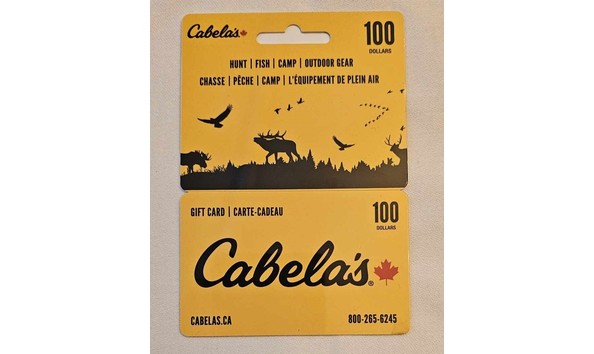 Cabela's
100
DOLLARS
HUNT | FISH | CAMP | OUTDOOR GEAR
CHASSE | PÊCHE | CAMP | L'ÉQUIPEMENT DE PLEIN AIR
GIFT CARD | CARTE-CADEAU
100
DOLLARS
Cabela's®
CABELAS.CA
800-265-6245